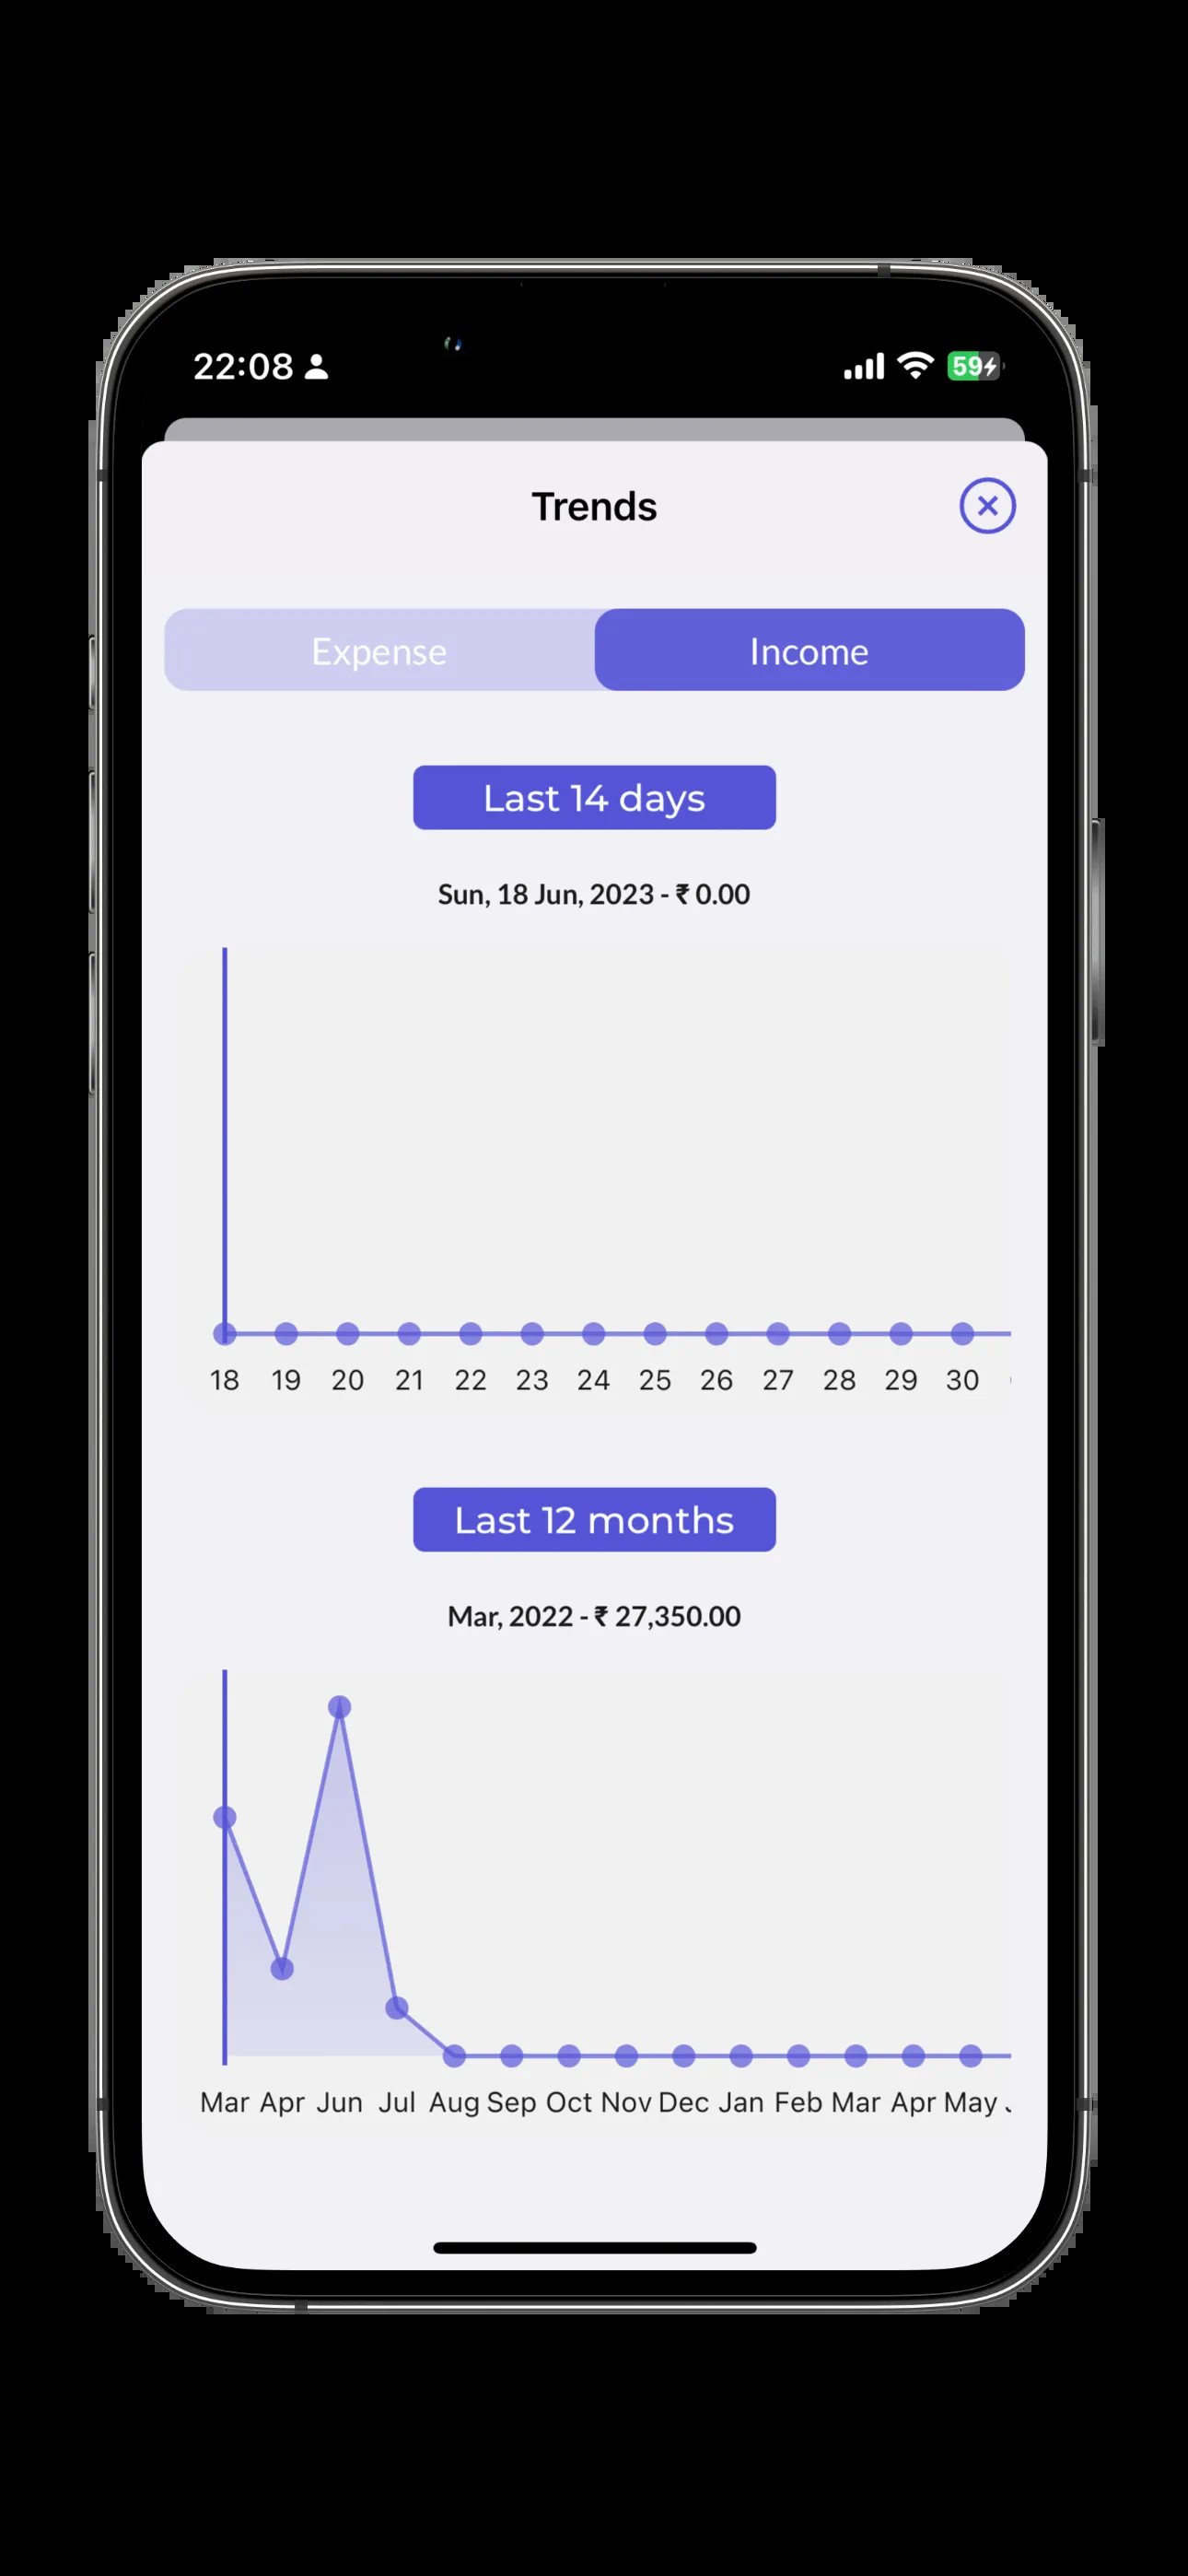 22:08
59
Trends
Expense Income
Last 14 days
Sun, 18 Jun, 2023 - ₹ 0.00
18 19 20 21 22 23 24 25 26 27 28 29 30
Last 12 months
Mar, 2022 - ₹ 27,350.00
Mar Apr Jun Jul Aug Sep Oct Nov Dec Jan Feb Mar Apr May